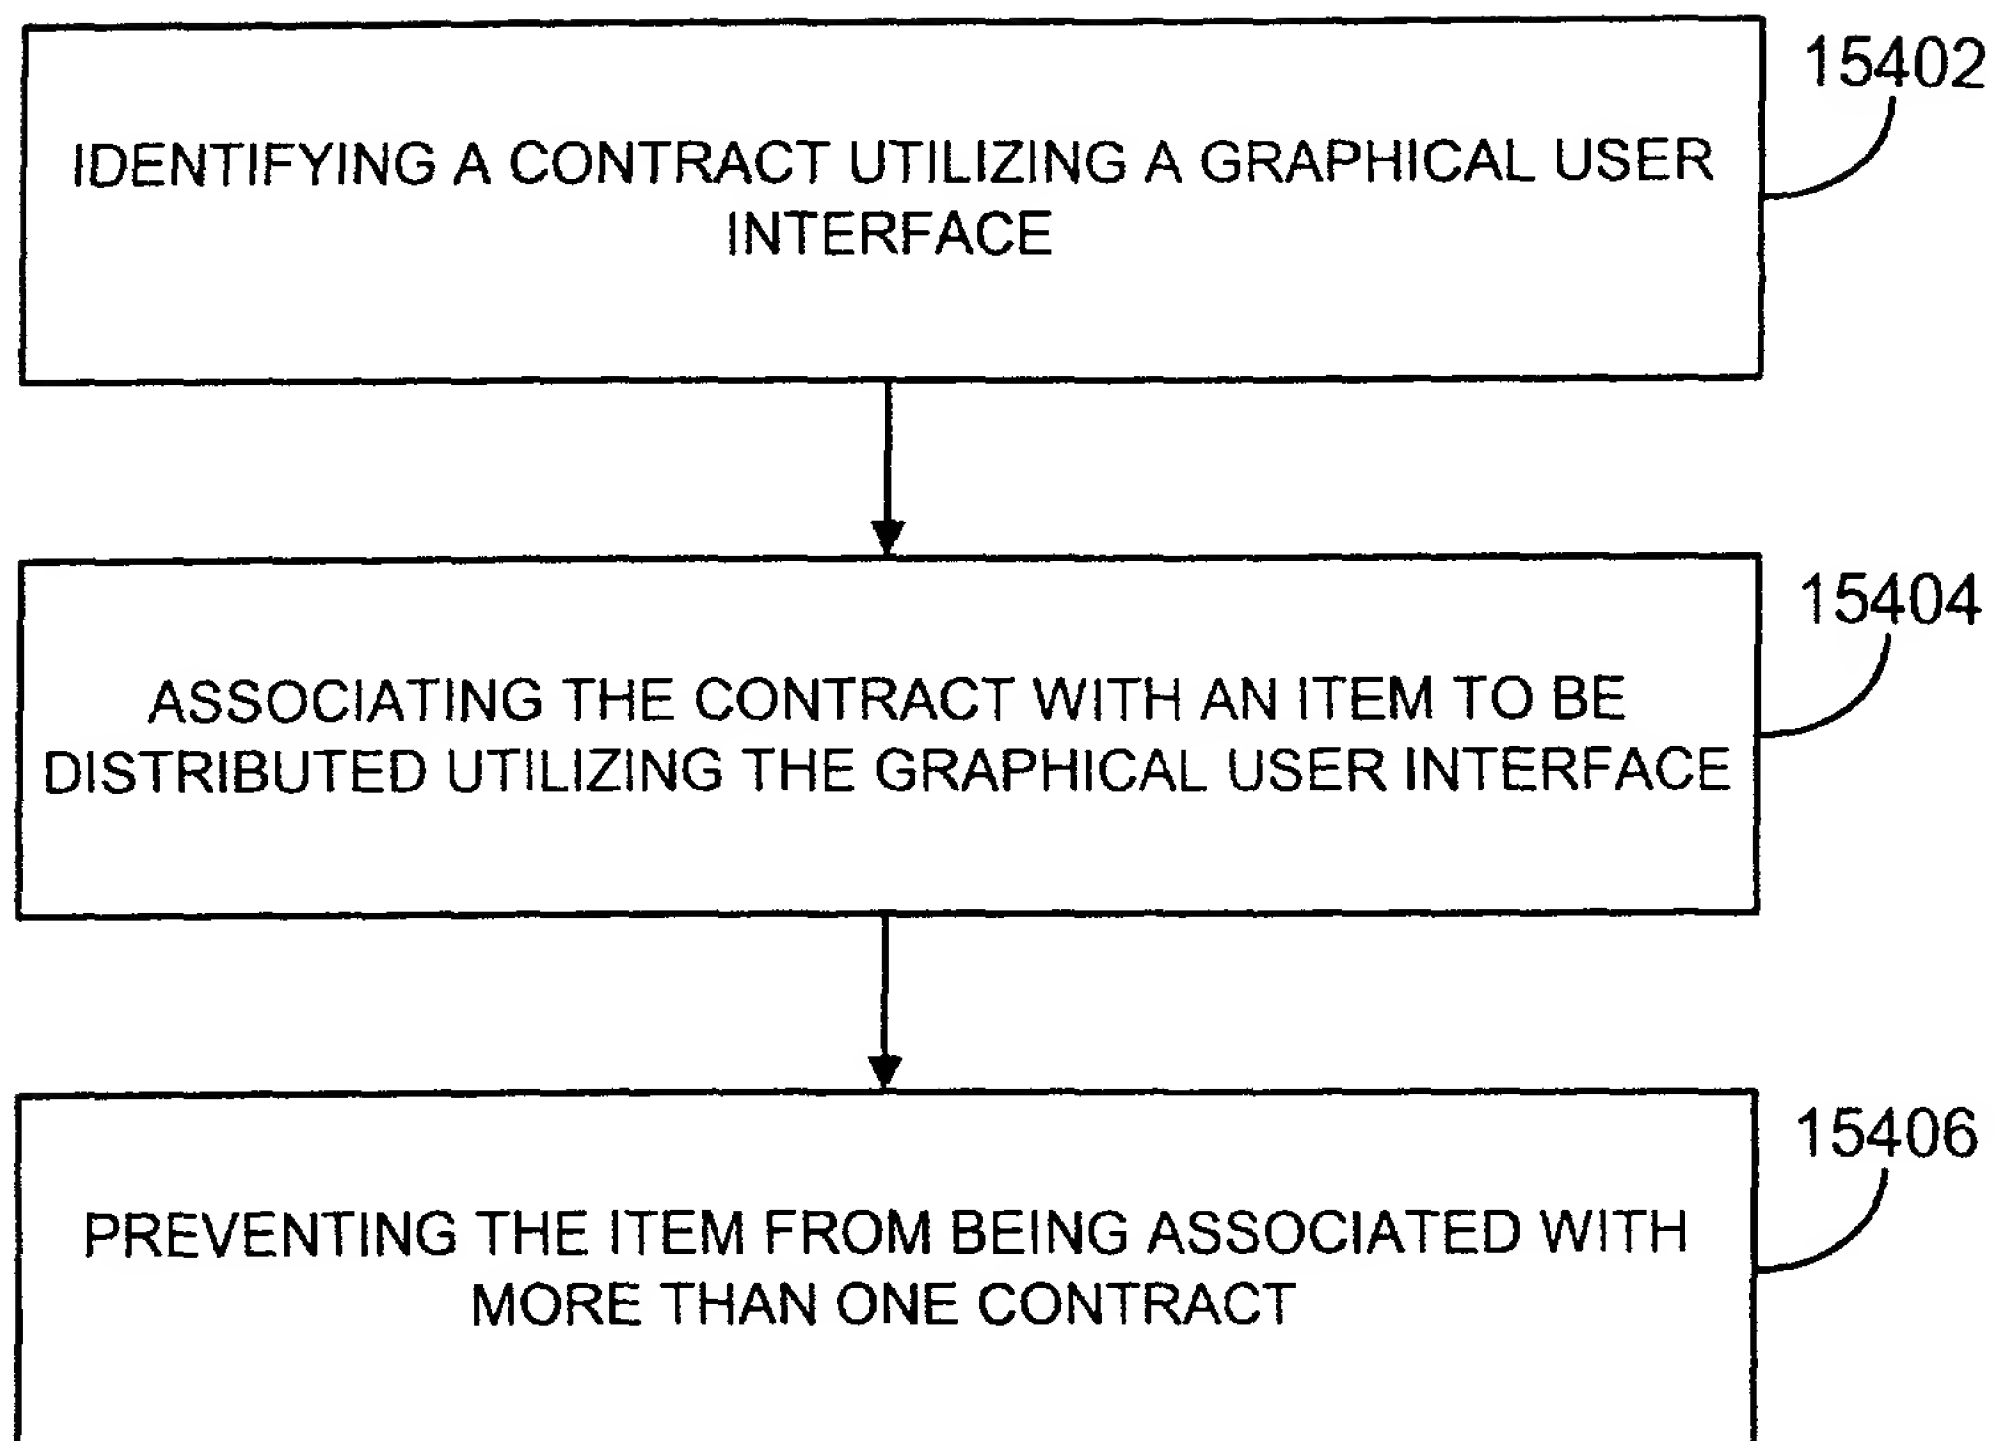 15402
IDENTIFYING A CONTRACT UTILIZING A GRAPHICAL USER
INTERFACE
15404
ASSOCIATING THE CONTRACT WITH AN ITEM TO BE
DISTRIBUTED UTILIZING THE GRAPHICAL USER INTERFACE
15406
PREVENTING THE ITEM FROM BEING ASSOCIATED WITH
MORE THAN ONE CONTRACT